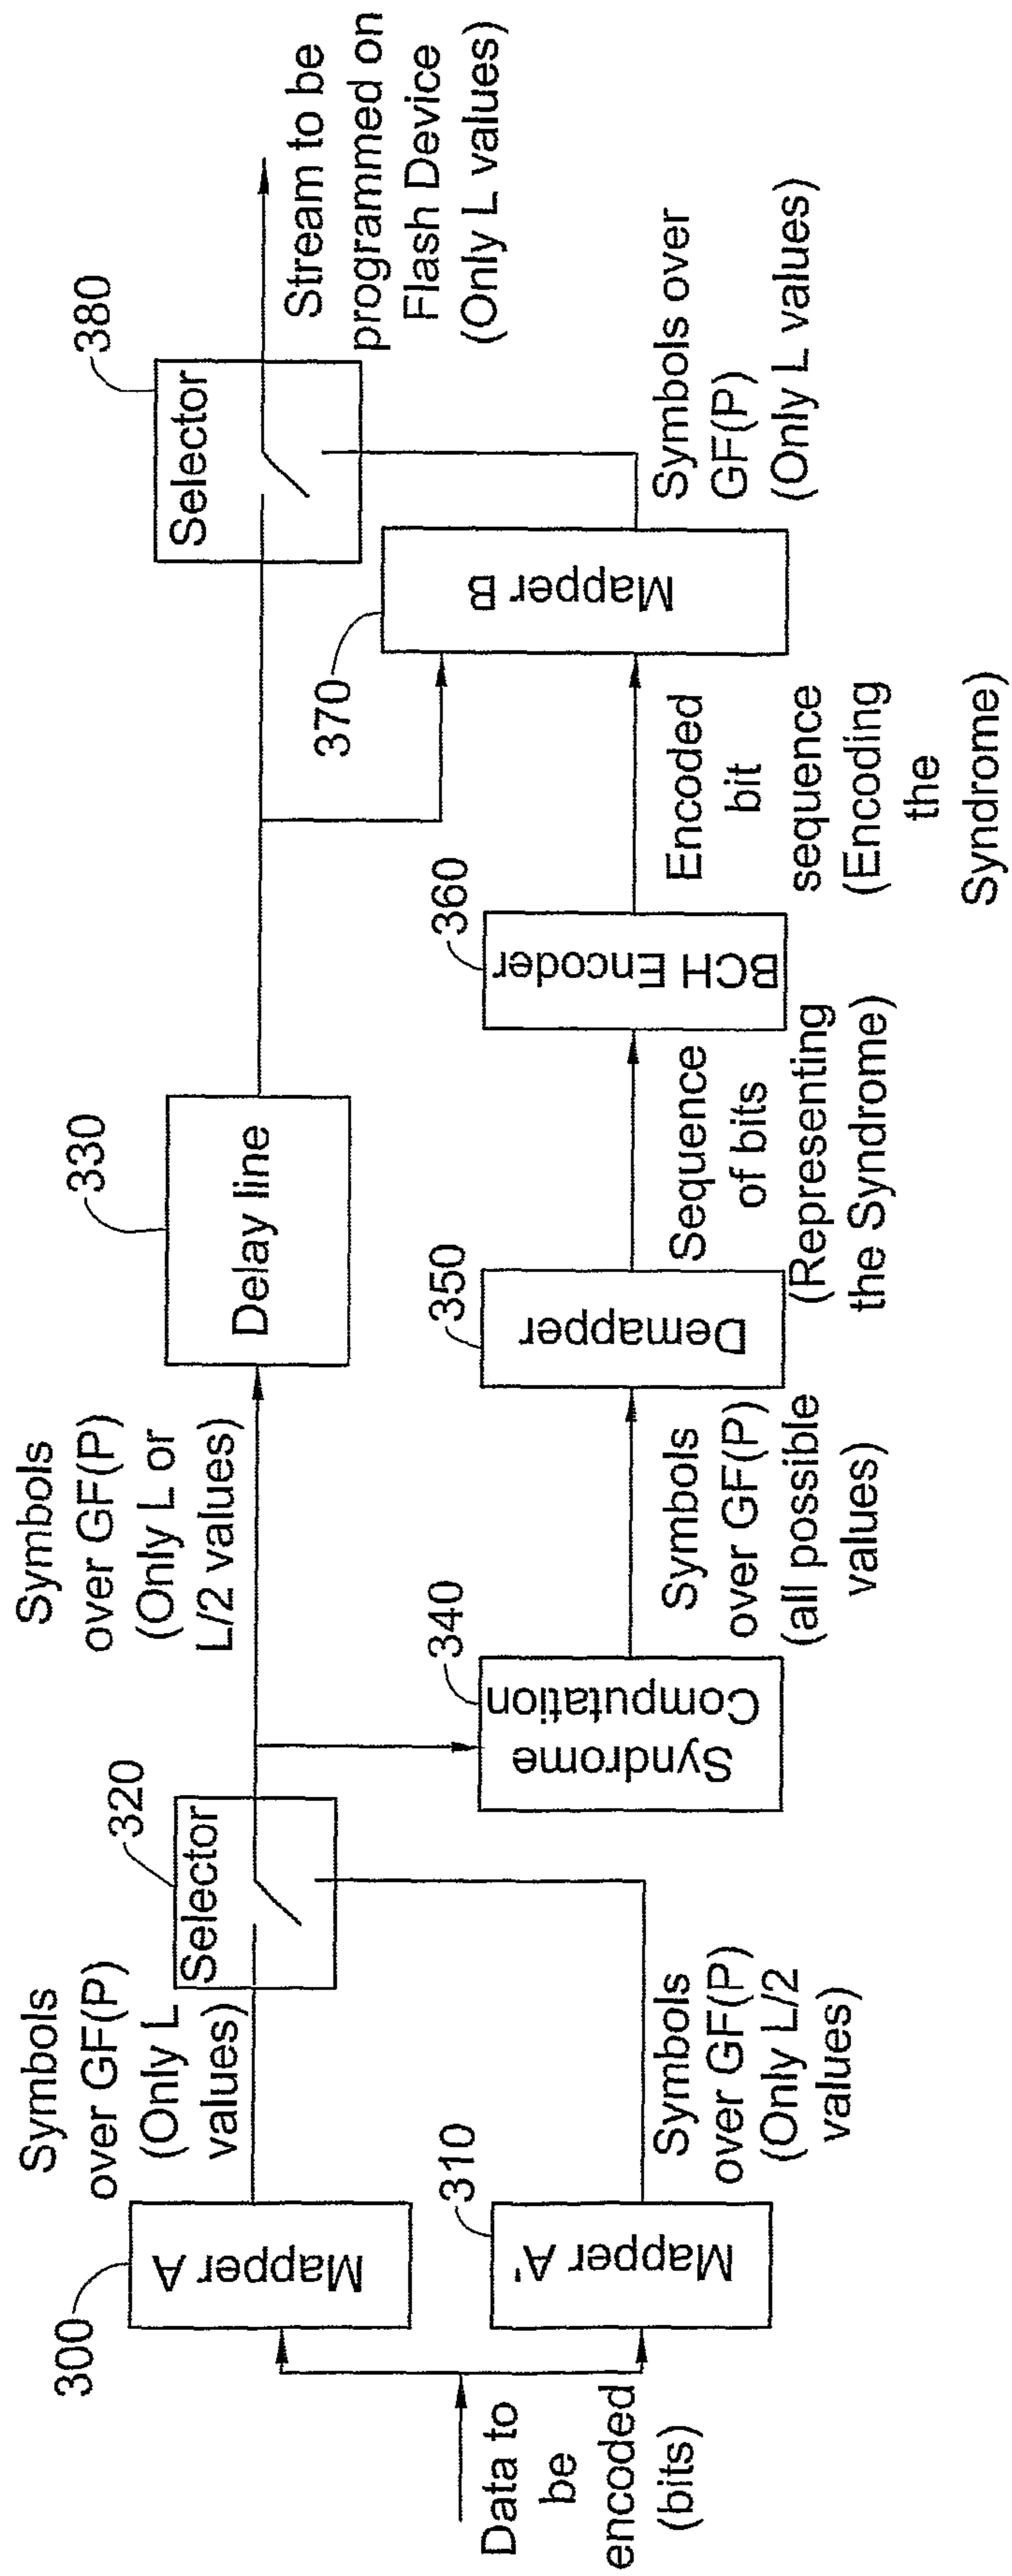 Data to
be
encoded
(bits)
300
Mapper A
310
Mapper A'
Symbols
over GF(P)
(Only L
values)
Symbols
over GF(P)
(Only L/2
values)
320
Selector
Symbols
over GF(P)
(Only L or
L/2 values)
340
Syndrome
Computation
Symbols
over GF(P)
(all possible
values)
330
Delay line
350
Demapper
Sequence
of bits
(Representing
the Syndrome)
360
BCH Encoder
Encoded
bit
sequence
(Encoding
the
Syndrome)
370
Mapper B
Symbols over
GF(P)
(Only L values)
380
Selector
Stream to be
programmed on
Flash Device
(Only L values)